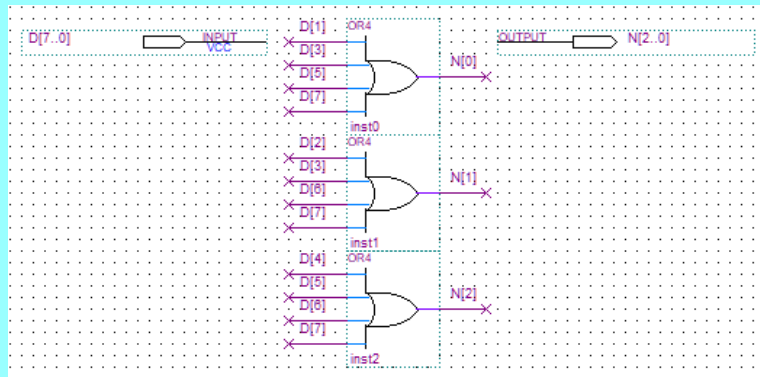 D[7..0] INPUT VCC
D[1] OR4
D[3]
D[5]
D[7]
N[0]
inst0
D[2] OR4
D[3]
D[6]
D[7]
N[1]
inst1
D[4] OR4
D[5]
D[6]
D[7]
N[2]
inst2
OUTPUT N[2..0]